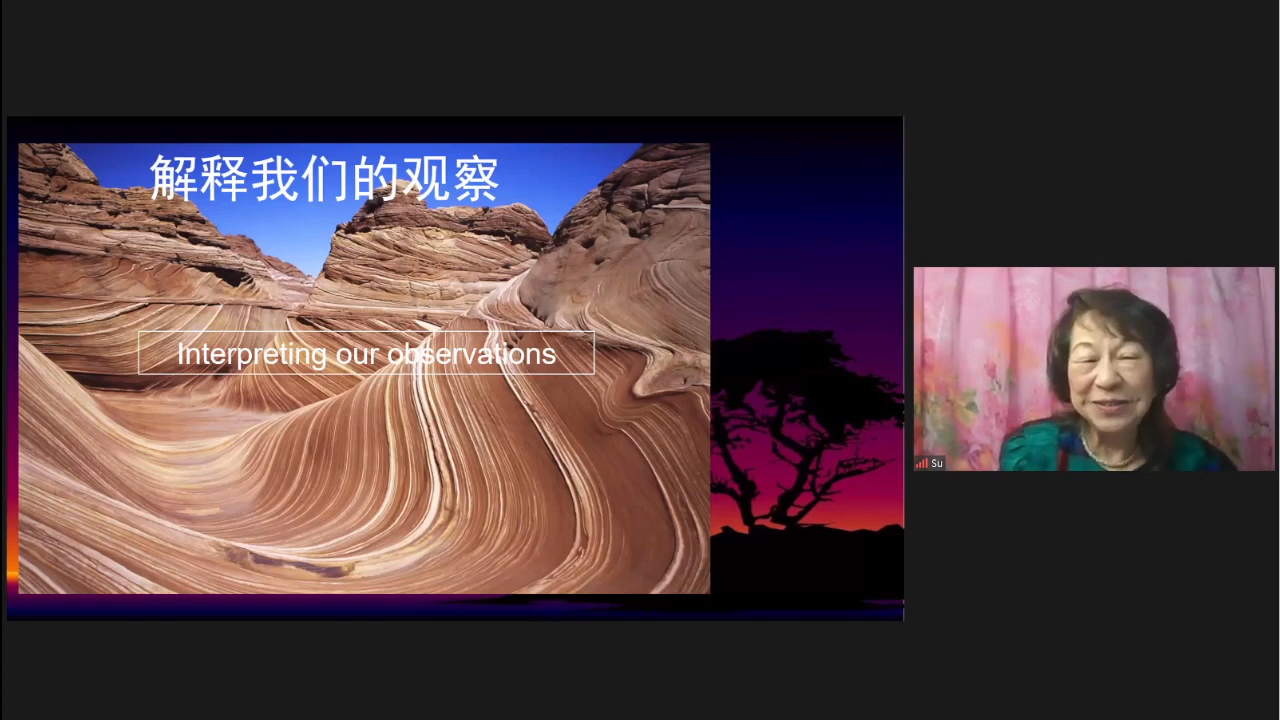 解释我们的观察
Interpreting our observations
Su